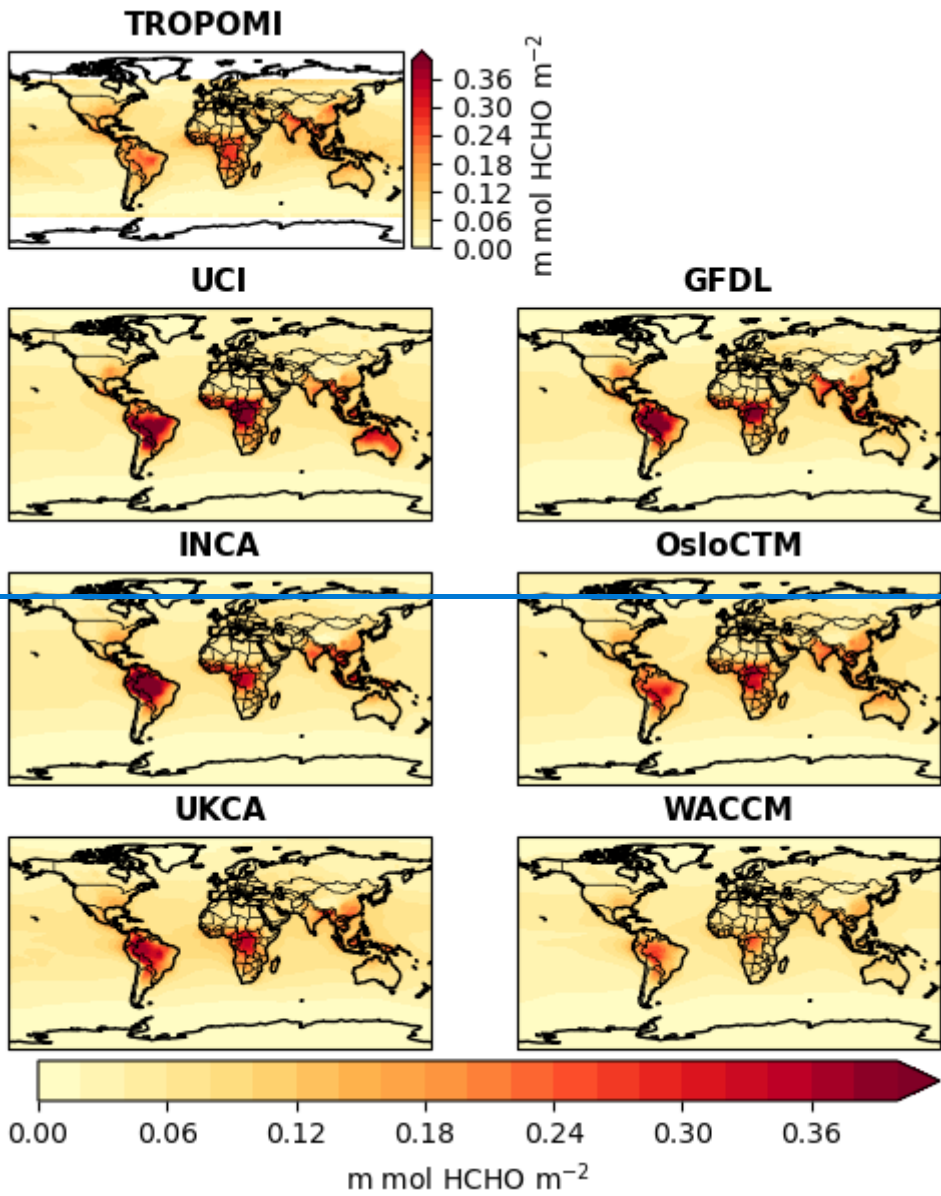 TROPOMI
0.36
0.30
0.24
0.18
0.12
0.06
0.00
m mol HCHO m⁻²
UCI
GFDL
INCA
OsloCTM
UKCA
WACCM
0.00 0.06 0.12 0.18 0.24 0.30 0.36
m mol HCHO m⁻²